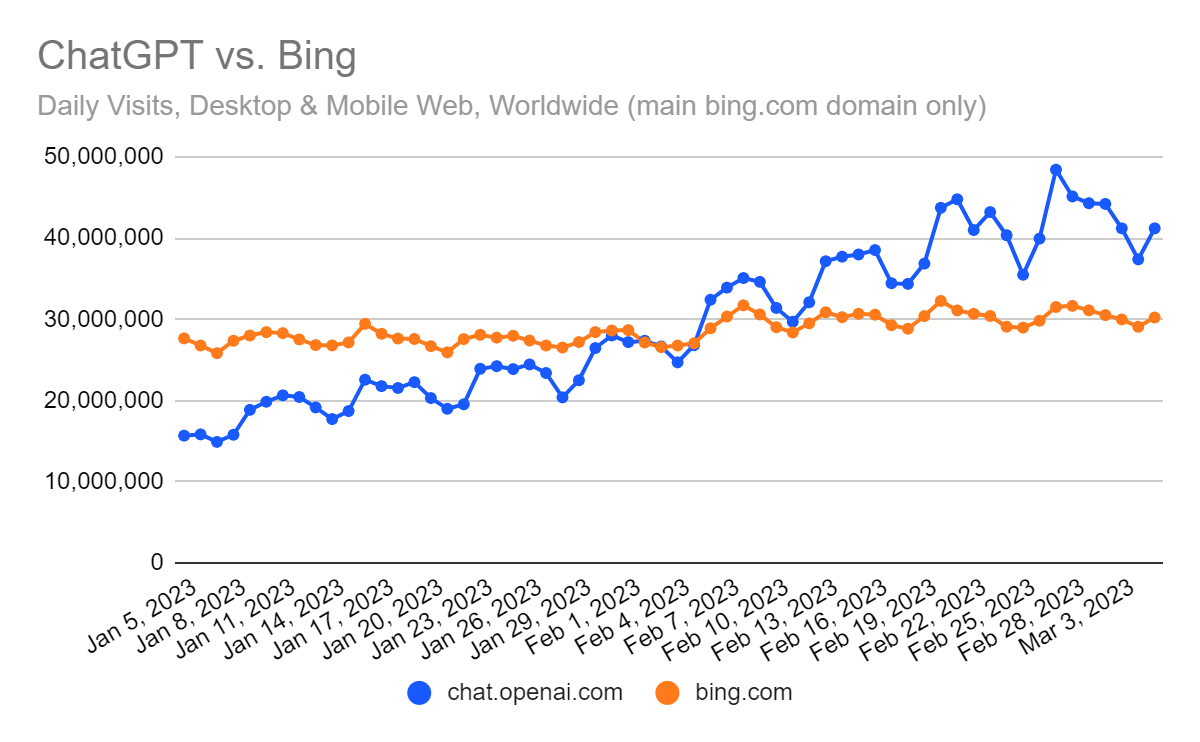 ChatGPT vs. Bing
Daily Visits, Desktop & Mobile Web, Worldwide (main bing.com domain only)
50,000,000
40,000,000
30,000,000
20,000,000
10,000,000
0
Jan 5, 2023
Jan 8, 2023
Jan 11, 2023
Jan 14, 2023
Jan 17, 2023
Jan 20, 2023
Jan 23, 2023
Jan 26, 2023
Jan 29, 2023
Feb 1, 2023
Feb 4, 2023
Feb 7, 2023
Feb 10, 2023
Feb 13, 2023
Feb 16, 2023
Feb 19, 2023
Feb 22, 2023
Feb 25, 2023
Feb 28, 2023
Mar 3, 2023
chat.openai.com
bing.com